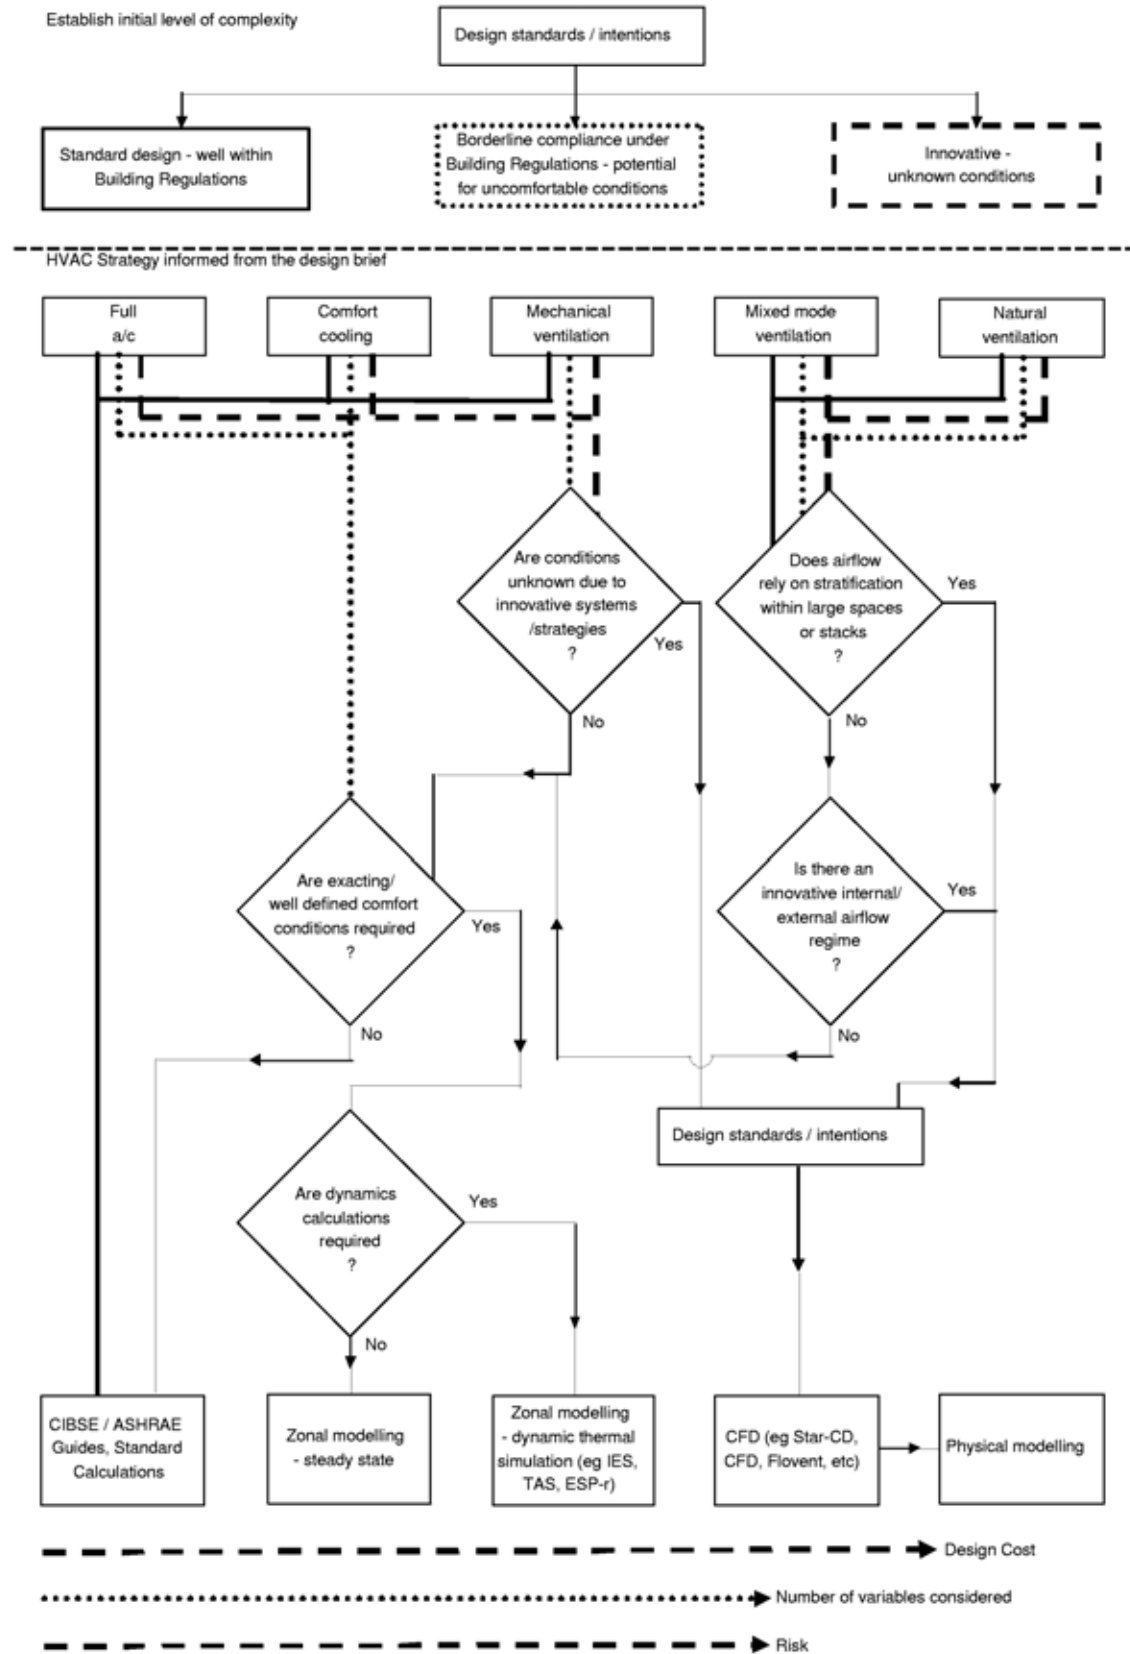 Establish initial level of complexity
Design standards / intentions
Standard design - well within
Building Regulations
Borderline compliance under
Building Regulations - potential
for uncomfortable conditions
Innovative -
unknown conditions
HVAC Strategy informed from the design brief
Full
a/c
Comfort
cooling
Mechanical
ventilation
Mixed mode
ventilation
Natural
ventilation
Are conditions
unknown due to
innovative systems
/strategies
?
Yes
No
Does airflow
rely on stratification
within large spaces
or stacks
?
Yes
No
Are exacting/
well defined comfort
conditions required
?
Yes
No
Is there an
innovative internal/
external airflow
regime
?
Yes
No
Design standards / intentions
Are dynamics
calculations
required
?
Yes
No
CIBSE / ASHRAE
Guides, Standard
Calculations
Zonal modelling
- steady state
Zonal modelling
- dynamic thermal
simulation (eg IES,
TAS, ESP-r)
CFD (eg Star-CD,
CFD, Flovent, etc)
Physical modelling
Design Cost
Number of variables considered
Risk